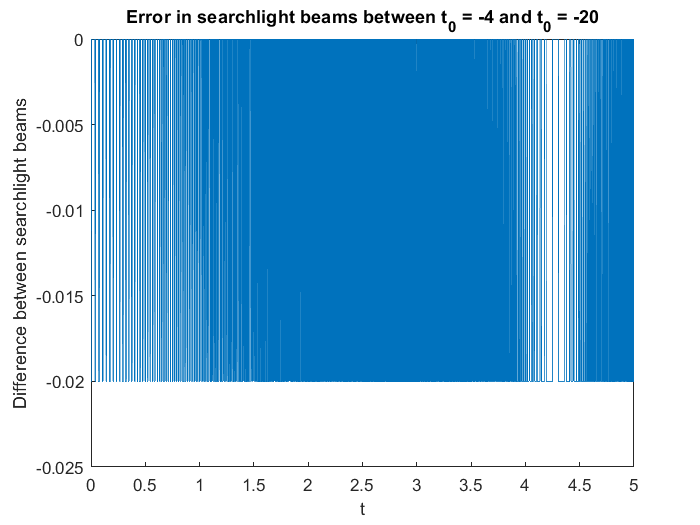 Error in searchlight beams between t0 = -4 and t0 = -20
Difference between searchlight beams
0
-0.005
-0.01
-0.015
-0.02
-0.025
0 0.5 1 1.5 2 2.5 3 3.5 4 4.5 5
t